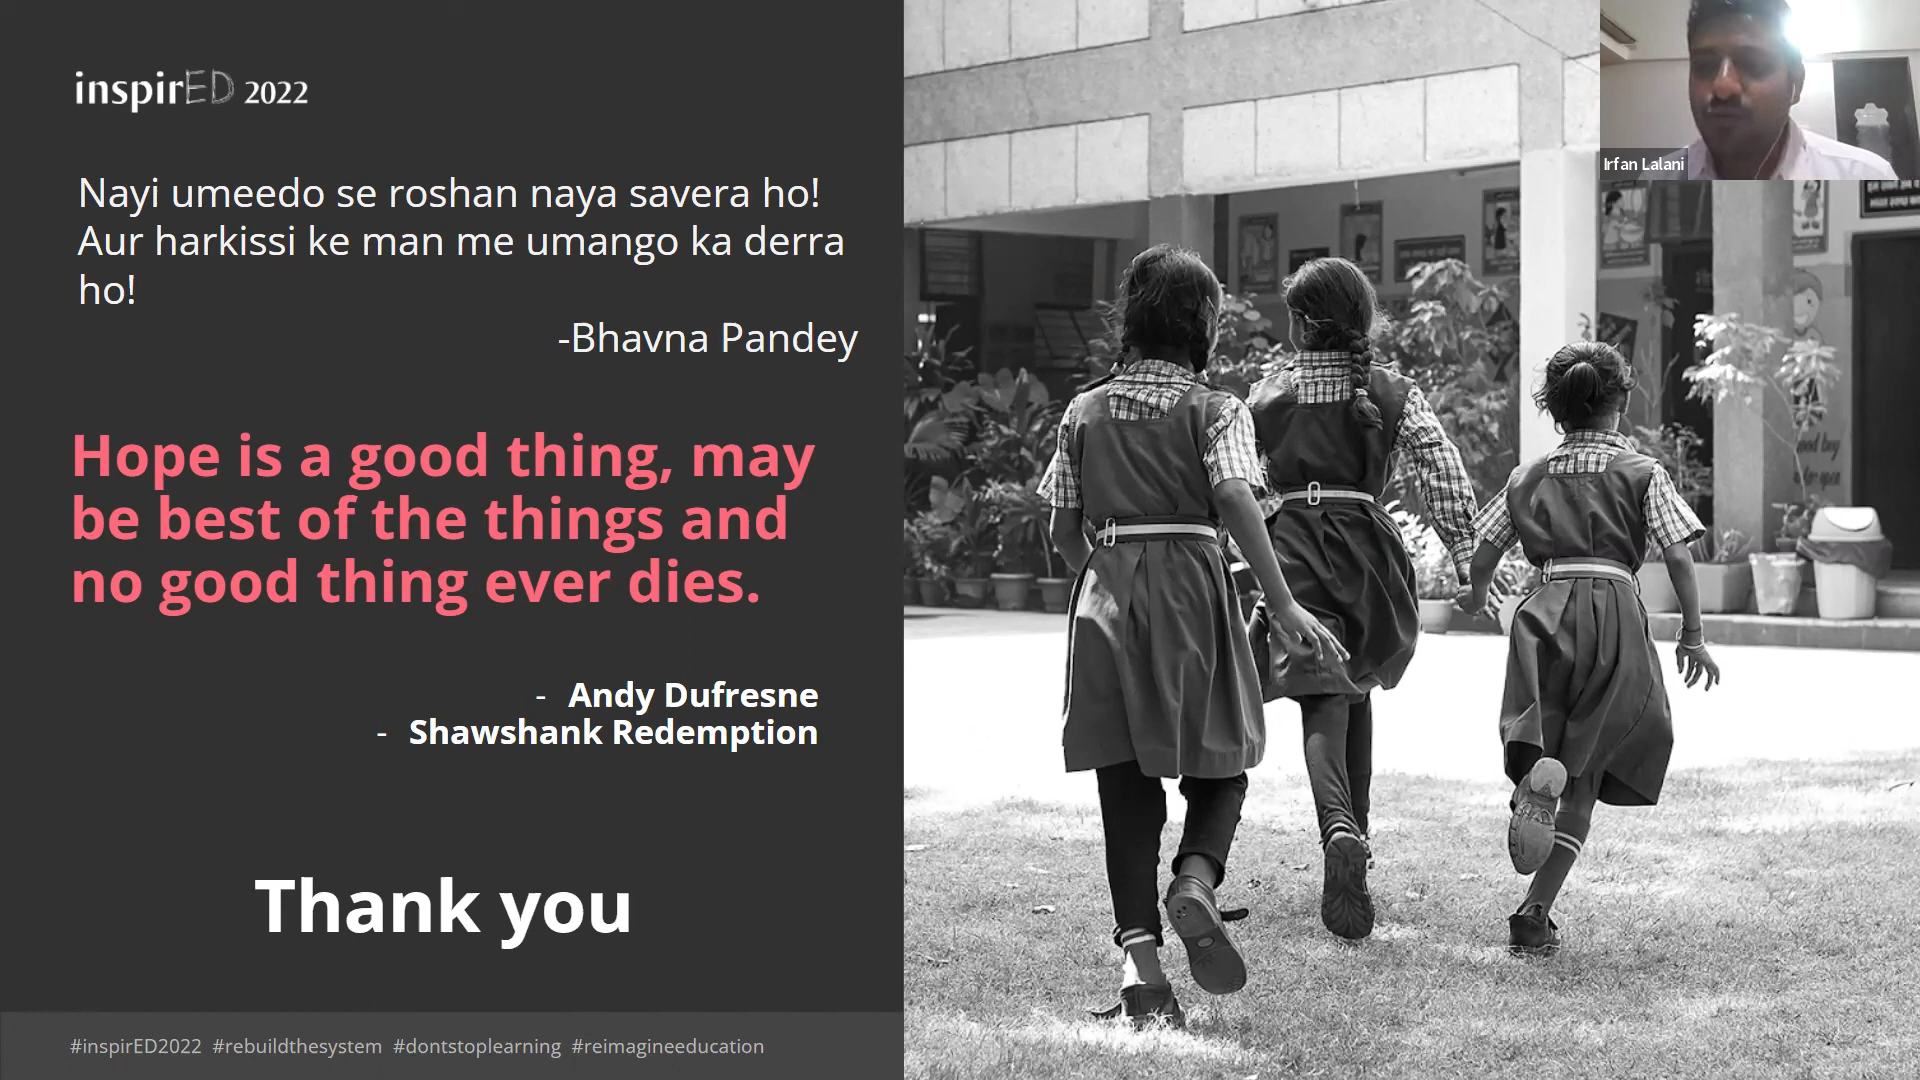 inspirED 2022
Nayi umeedo se roshan naya savera ho!
Aur harkissi ke man me umango ka derra
ho!
-Bhavna Pandey
Hope is a good thing, may
be best of the things and
no good thing ever dies.
- Andy Dufresne
- Shawshank Redemption
Thank you
#inspirED2022 #rebuildthesystem #dontstoplearning #reimagineeducation
Irfan Lalani